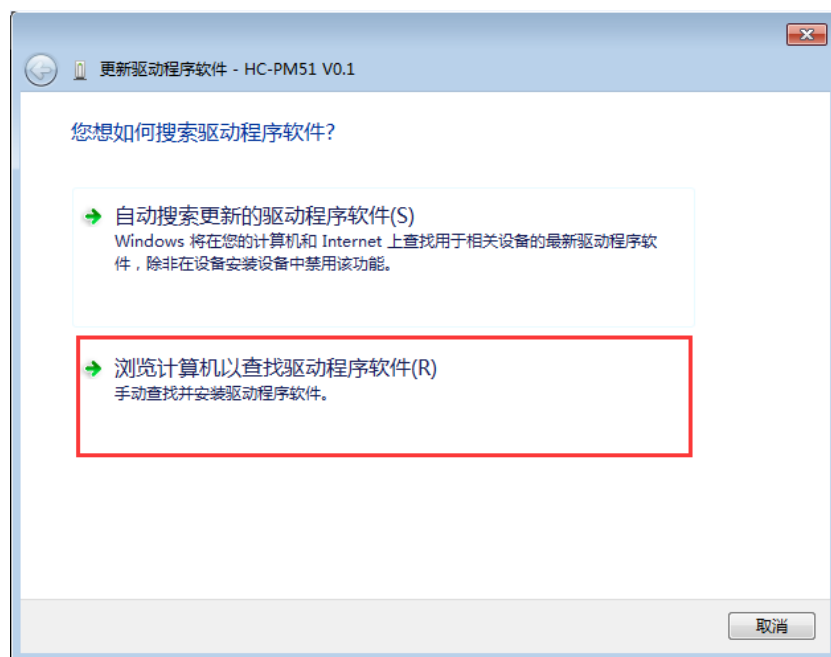 更新驱动程序软件 - HC-PM51 V0.1
您想如何搜索驱动程序软件?
自动搜索更新的驱动程序软件(S)
Windows 将在您的计算机和 Internet 上查找用于相关设备的最新驱动程序软
件，除非在设备安装设备中禁用该功能。
浏览计算机以查找驱动程序软件(R)
手动查找并安装驱动程序软件。
取消